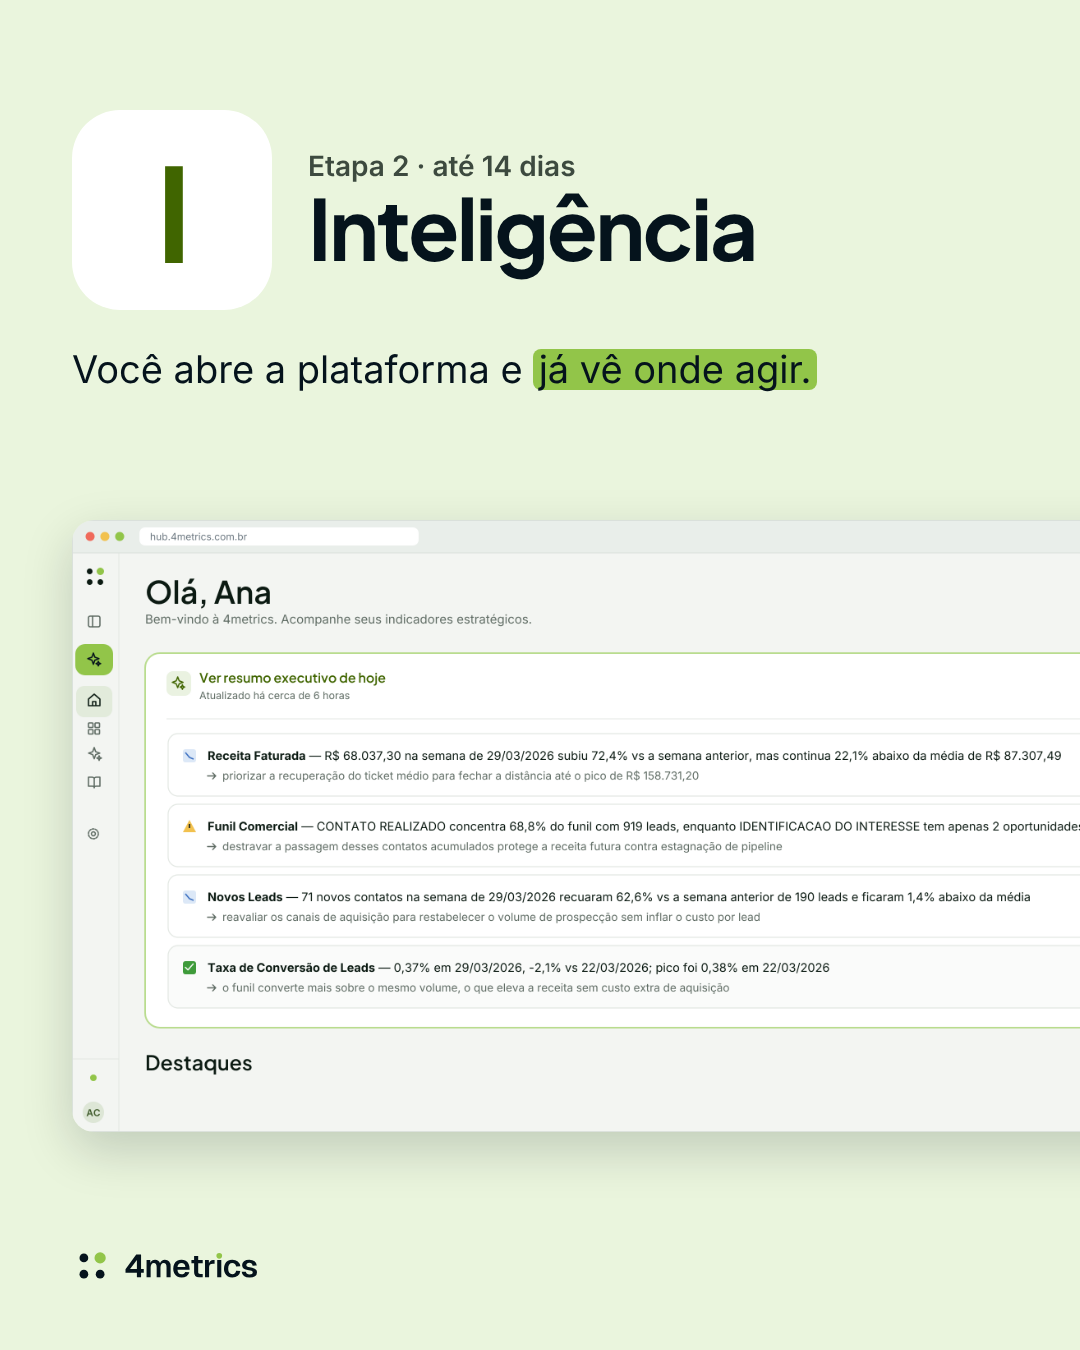 I
Etapa 2 · até 14 dias
Inteligência
Você abre a plataforma e já vê onde agir.
hub.4metrics.com.br
Olá, Ana
Bem-vindo à 4metrics. Acompanhe seus indicadores estratégicos.
Ver resumo executivo de hoje
Atualizado há cerca de 6 horas
Receita Faturada — R$ 68.037,30 na semana de 29/03/2026 subiu 72,4% vs a semana anterior, mas continua 22,1% abaixo da média de R$ 87.307,49
→ priorizar a recuperação do ticket médio para fechar a distância até o pico de R$ 158.731,20
Funil Comercial — CONTATO REALIZADO concentra 68,8% do funil com 919 leads, enquanto IDENTIFICACAO DO INTERESSE tem apenas 2 oportunidades
→ destravar a passagem desses contatos acumulados protege a receita futura contra estagnação de pipeline
Novos Leads — 71 novos contatos na semana de 29/03/2026 recuaram 62,6% vs a semana anterior de 190 leads e ficaram 1,4% abaixo da média
→ reavaliar os canais de aquisição para restabelecer o volume de prospecção sem inflar o custo por lead
Taxa de Conversão de Leads — 0,37% em 29/03/2026, -2,1% vs 22/03/2026; pico foi 0,38% em 22/03/2026
→ o funil converte mais sobre o mesmo volume, o que eleva a receita sem custo extra de aquisição
Destaques
AC
4metrics